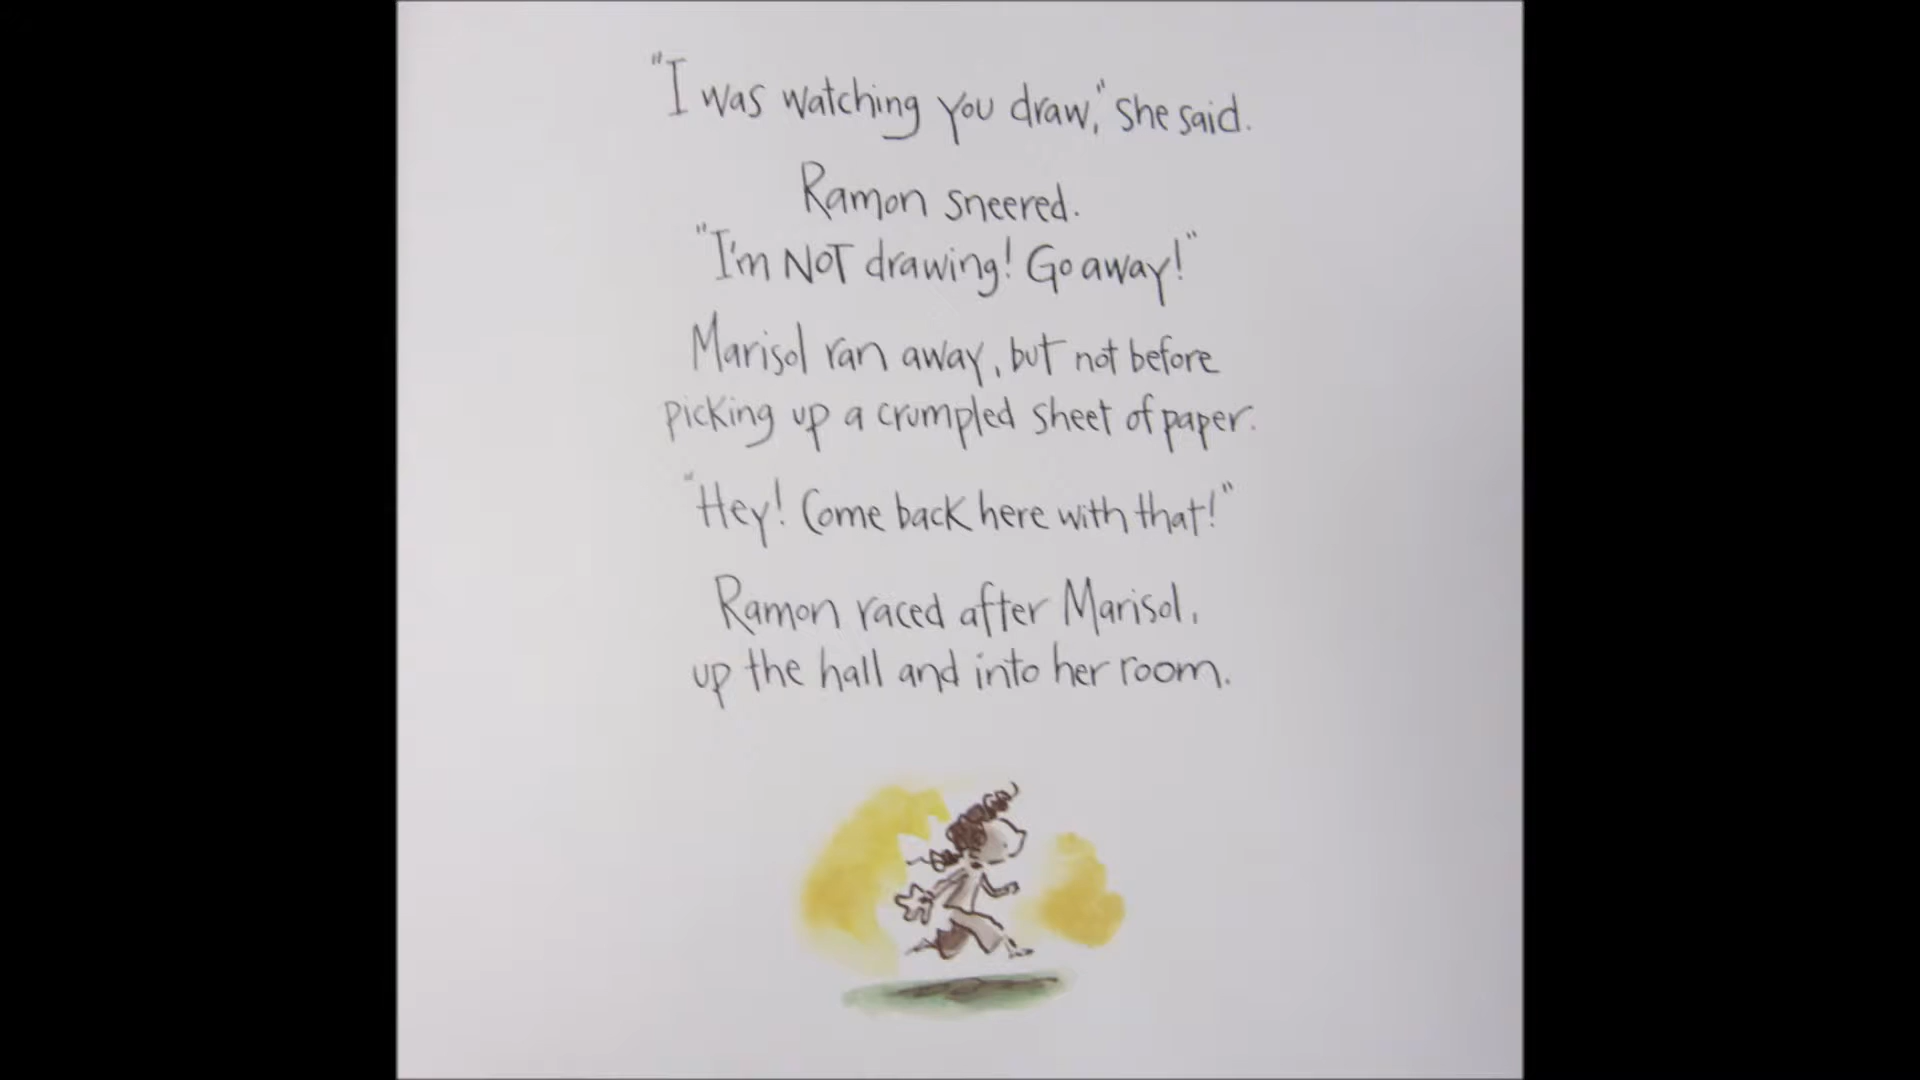 "I was watching you draw," she said.
Ramon sneered.
"I'm NOT drawing! Go away!"
Marisol ran away, but not before
picking up a crumpled sheet of paper.
"Hey! Come back here with that!"
Ramon raced after Marisol,
up the hall and into her room.